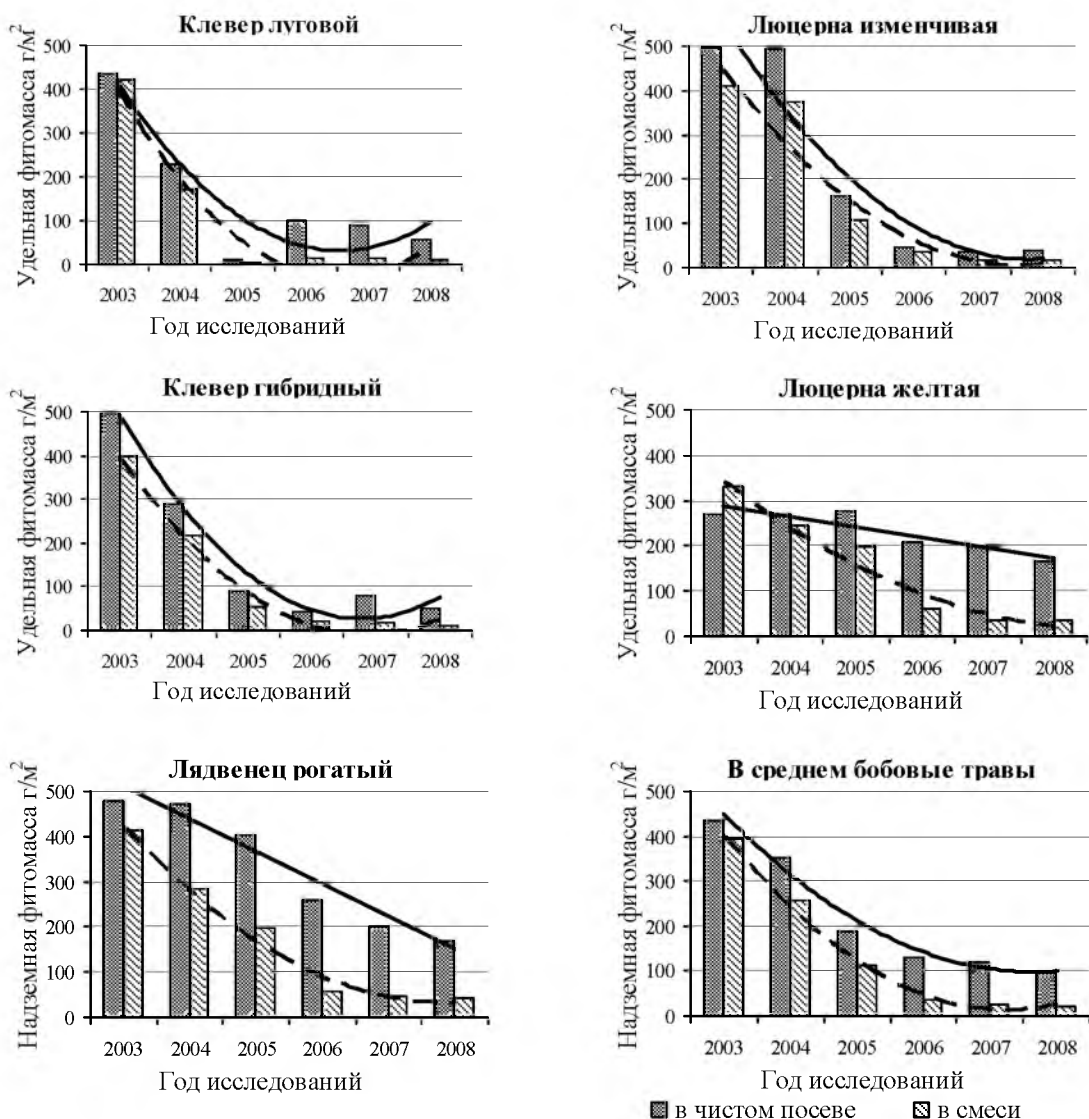 Клевер луговой
Удельная фитомасса г/м²
500
400
300
200
100
0
2003 2004 2005 2006 2007 2008
Год исследований
Люцерна изменчивая
Удельная фитомасса г/м²
500
400
300
200
100
0
2003 2004 2005 2006 2007 2008
Год исследований
Клевер гибридный
Удельная фитомасса г/м²
500
400
300
200
100
0
2003 2004 2005 2006 2007 2008
Год исследований
Люцерна желтая
Удельная фитомасса г/м²
500
400
300
200
100
0
2003 2004 2005 2006 2007 2008
Год исследований
Лядвенец рогатый
Надземная фитомасса г/м²
500
400
300
200
100
0
2003 2004 2005 2006 2007 2008
Год исследований
В среднем бобовые травы
Надземная фитомасса г/м²
500
400
300
200
100
0
2003 2004 2005 2006 2007 2008
Год исследований
в чистом посеве в смеси